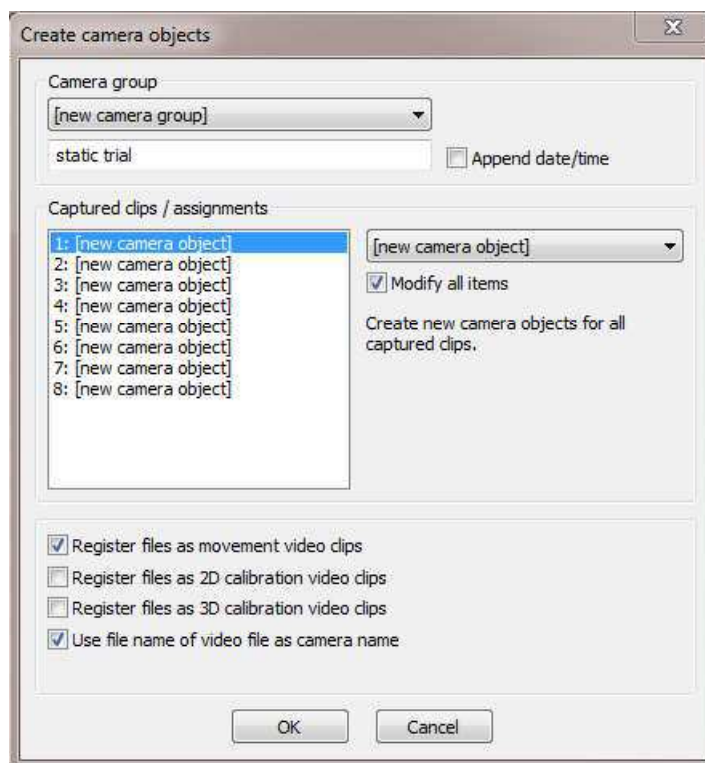 Create camera objects
Camera group
[new camera group]
static trial
Append date/time
Captured clips / assignments
1: [new camera object]
2: [new camera object]
3: [new camera object]
4: [new camera object]
5: [new camera object]
6: [new camera object]
7: [new camera object]
8: [new camera object]
[new camera object]
Modify all items
Create new camera objects for all
captured clips.
Register files as movement video clips
Register files as 2D calibration video clips
Register files as 3D calibration video clips
Use file name of video file as camera name
OK
Cancel